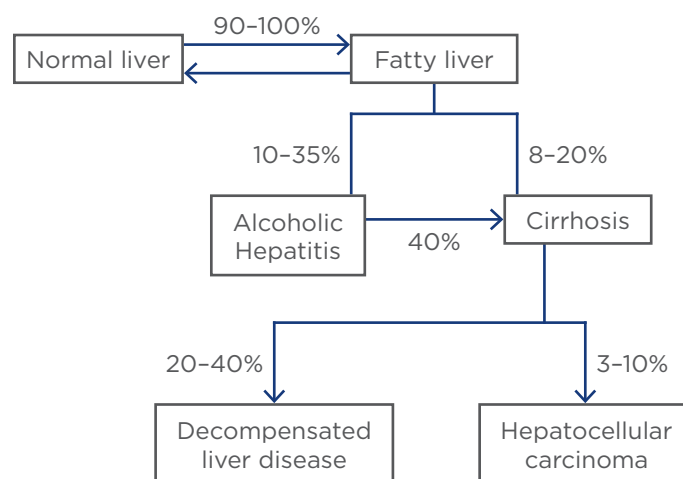 90–100%
Normal liver
Fatty liver
10–35%
8–20%
Alcoholic
Hepatitis
40%
Cirrhosis
20–40%
3–10%
Decompensated
liver disease
Hepatocellular
carcinoma